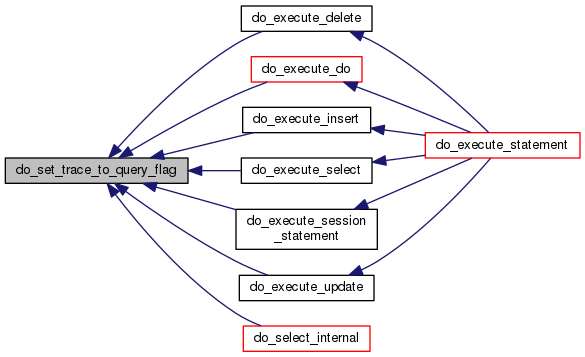 do_execute_delete
do_execute_do
do_execute_insert
do_execute_statement
do_set_trace_to_query_flag
do_execute_select
do_execute_session
_statement
do_execute_update
do_select_internal